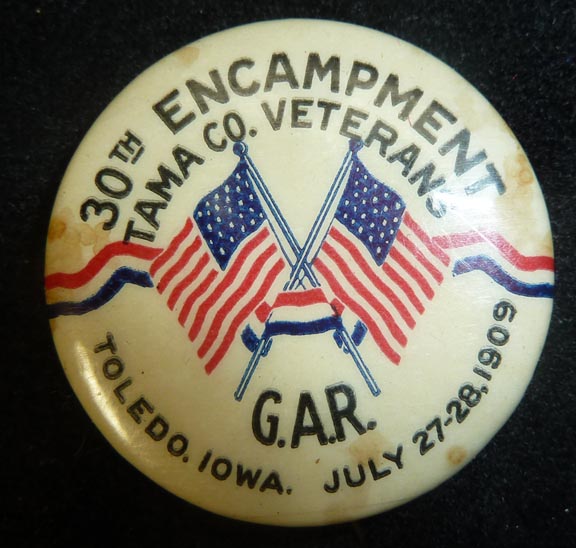 30TH ENCAMPMENT
TAMA CO. VETERANS
G.A.R.
TOLEDO. IOWA. JULY 27-28, 1909